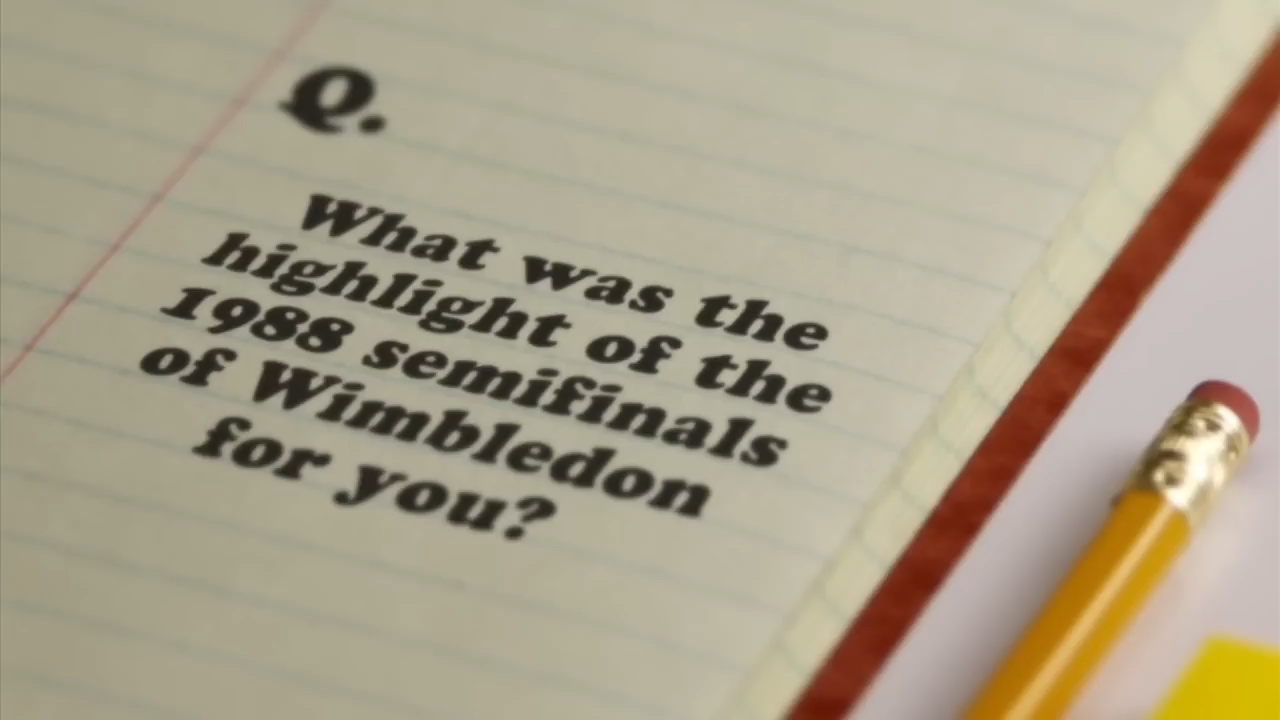 Q.
What was the
highlight of the
1988 semifinals
of Wimbledon
for you?